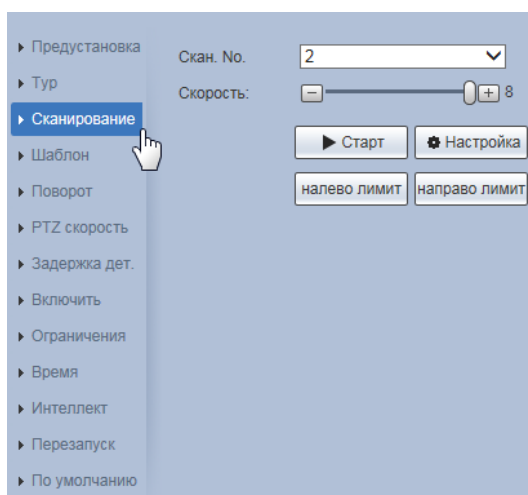 Предустановка
Тур
Сканирование
Шаблон
Поворот
PTZ скорость
Задержка дет.
Включить
Ограничения
Время
Интеллект
Перезапуск
По умолчанию
Скан. No.
2
Скорость:
8
Старт
Настройка
налево лимит
направо лимит